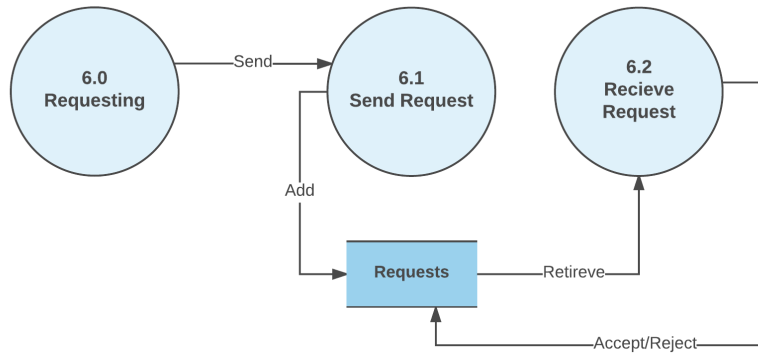 6.0
Requesting
Send
6.1
Send Request
6.2
Recieve
Request
Add
Requests
Retireve
Accept/Reject